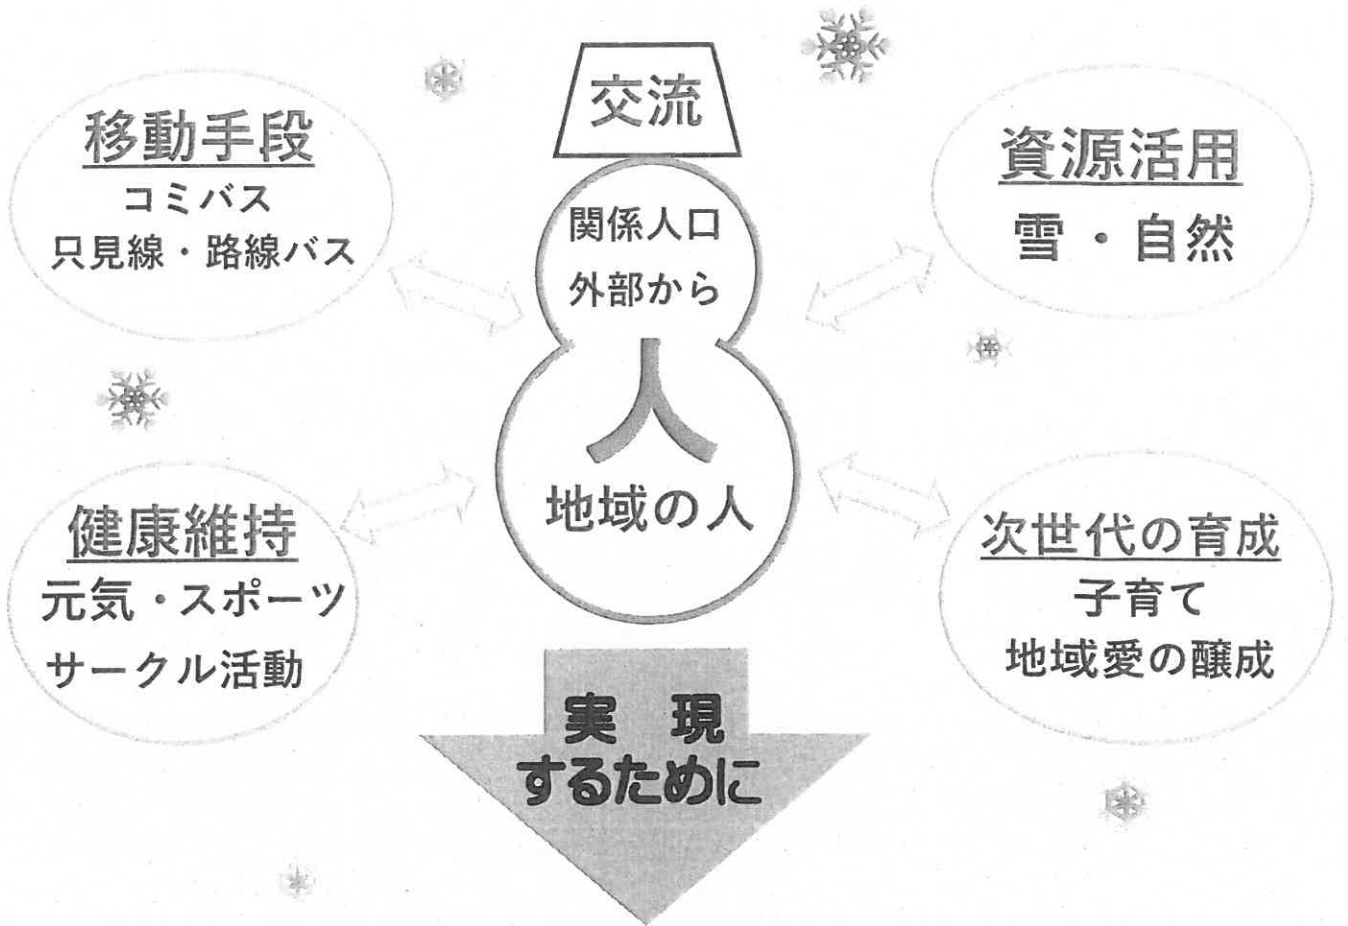 交流
移動手段
コミバス
只見線・路線バス
資源活用
雪・自然
関係人口
外部から
人
地域の人
健康維持
元気・スポーツ
サークル活動
次世代の育成
子育て
地域愛の醸成
実現
するために